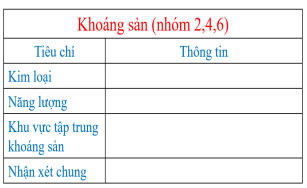 Khoáng sản (nhóm 2,4,6)
Tiêu chí Thông tin
Kim loại
Năng lượng
Khu vực tập trung
khoáng sản
Nhận xét chung